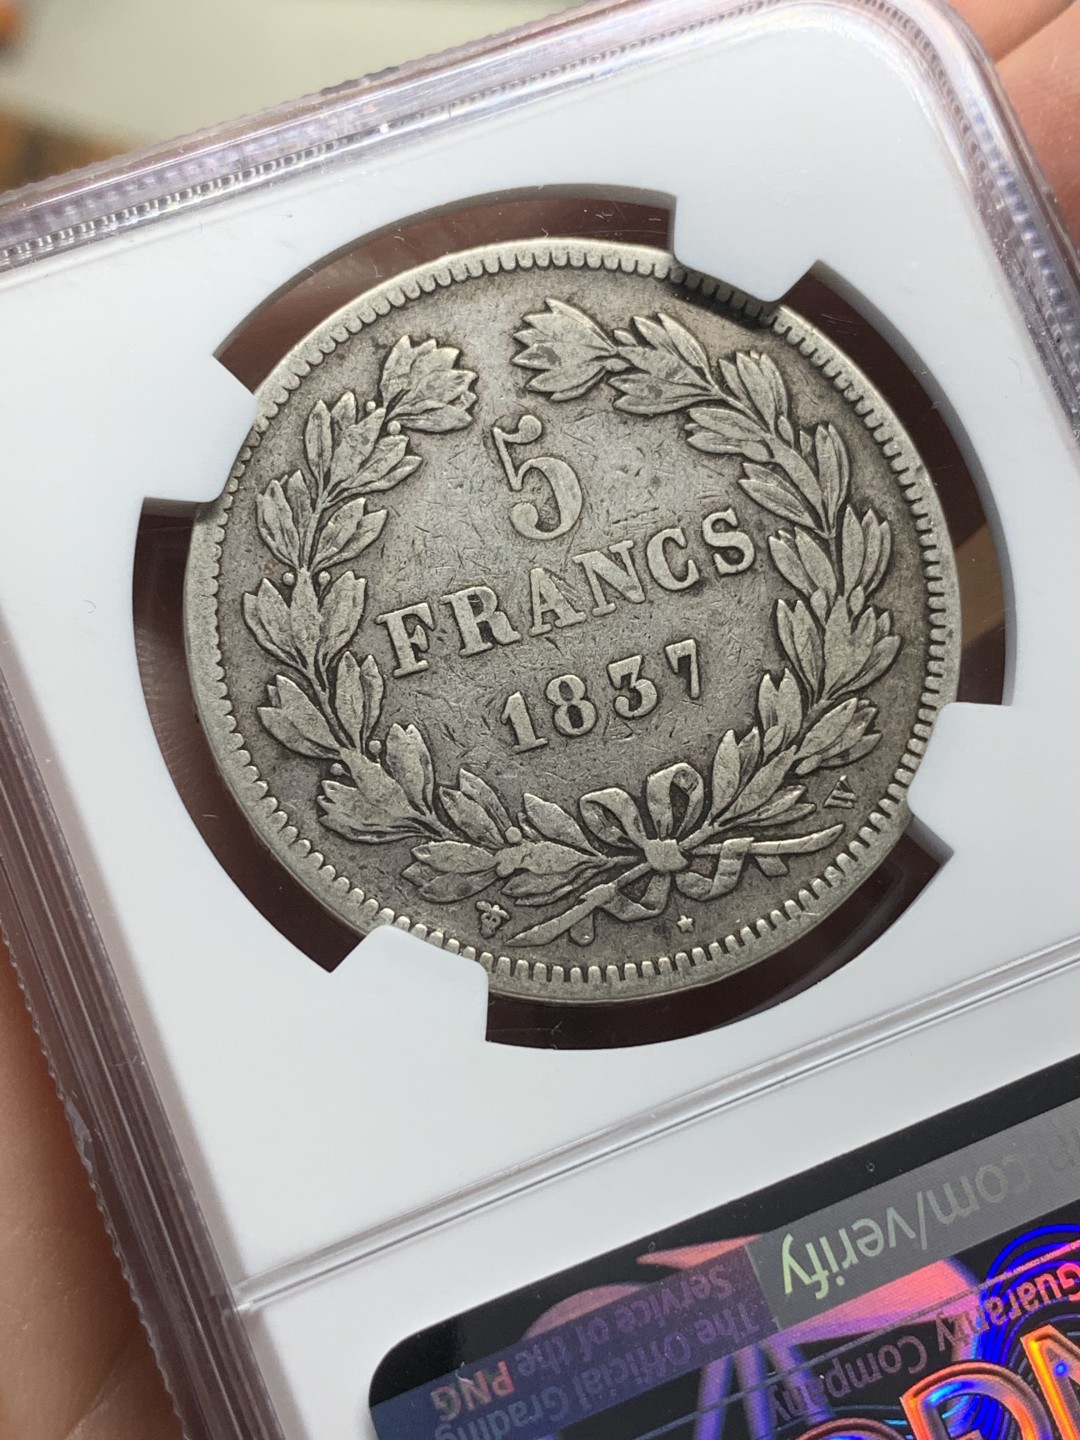 5
FRANCS
1837
W
n.com/verify
The Official Grading
Service of the PNG
Guaranty Company